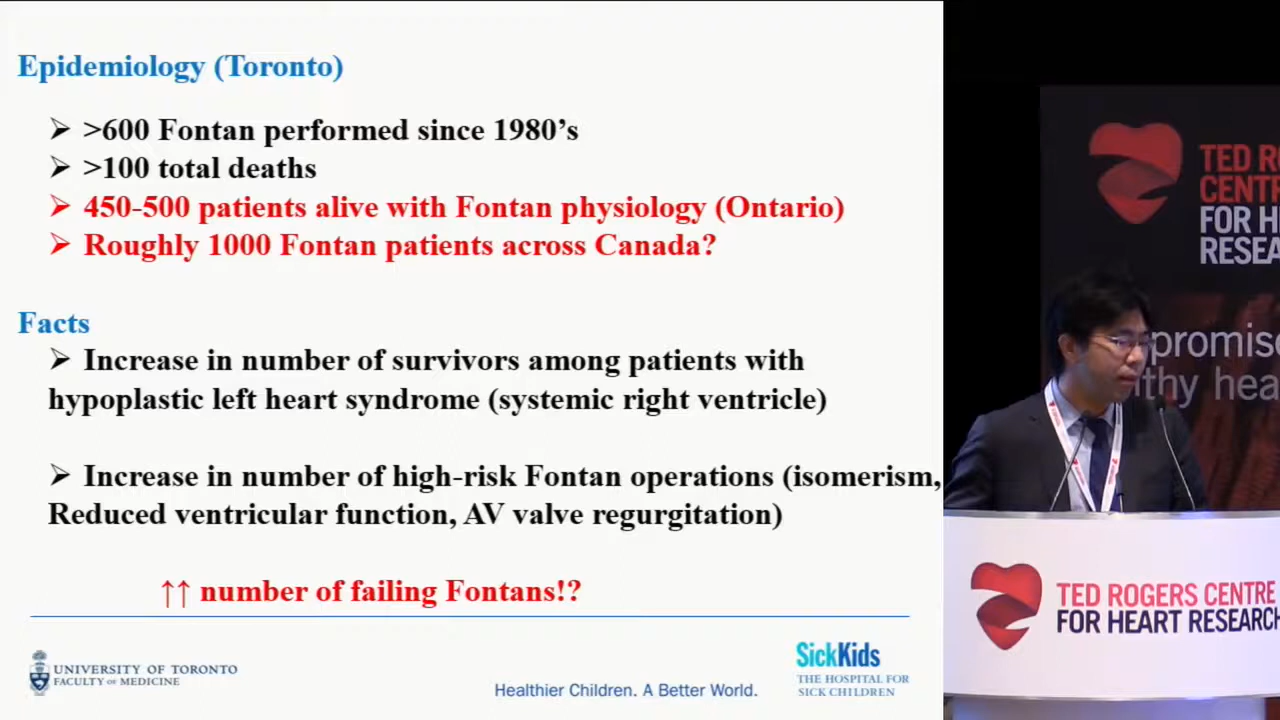 Epidemiology (Toronto)
➢ >600 Fontan performed since 1980’s
➢ >100 total deaths
➢ 450-500 patients alive with Fontan physiology (Ontario)
➢ Roughly 1000 Fontan patients across Canada?
Facts
➢ Increase in number of survivors among patients with
hypoplastic left heart syndrome (systemic right ventricle)
➢ Increase in number of high-risk Fontan operations (isomerism,
Reduced ventricular function, AV valve regurgitation)
↑↑ number of failing Fontans!?
UNIVERSITY OF TORONTO
FACULTY OF MEDICINE
Healthier Children. A Better World.
SickKids
THE HOSPITAL FOR
SICK CHILDREN
TED RO
CENT
FOR H
RESEA
promis
thy hea
TED ROGERS CENTRE
FOR HEART RESEARCH